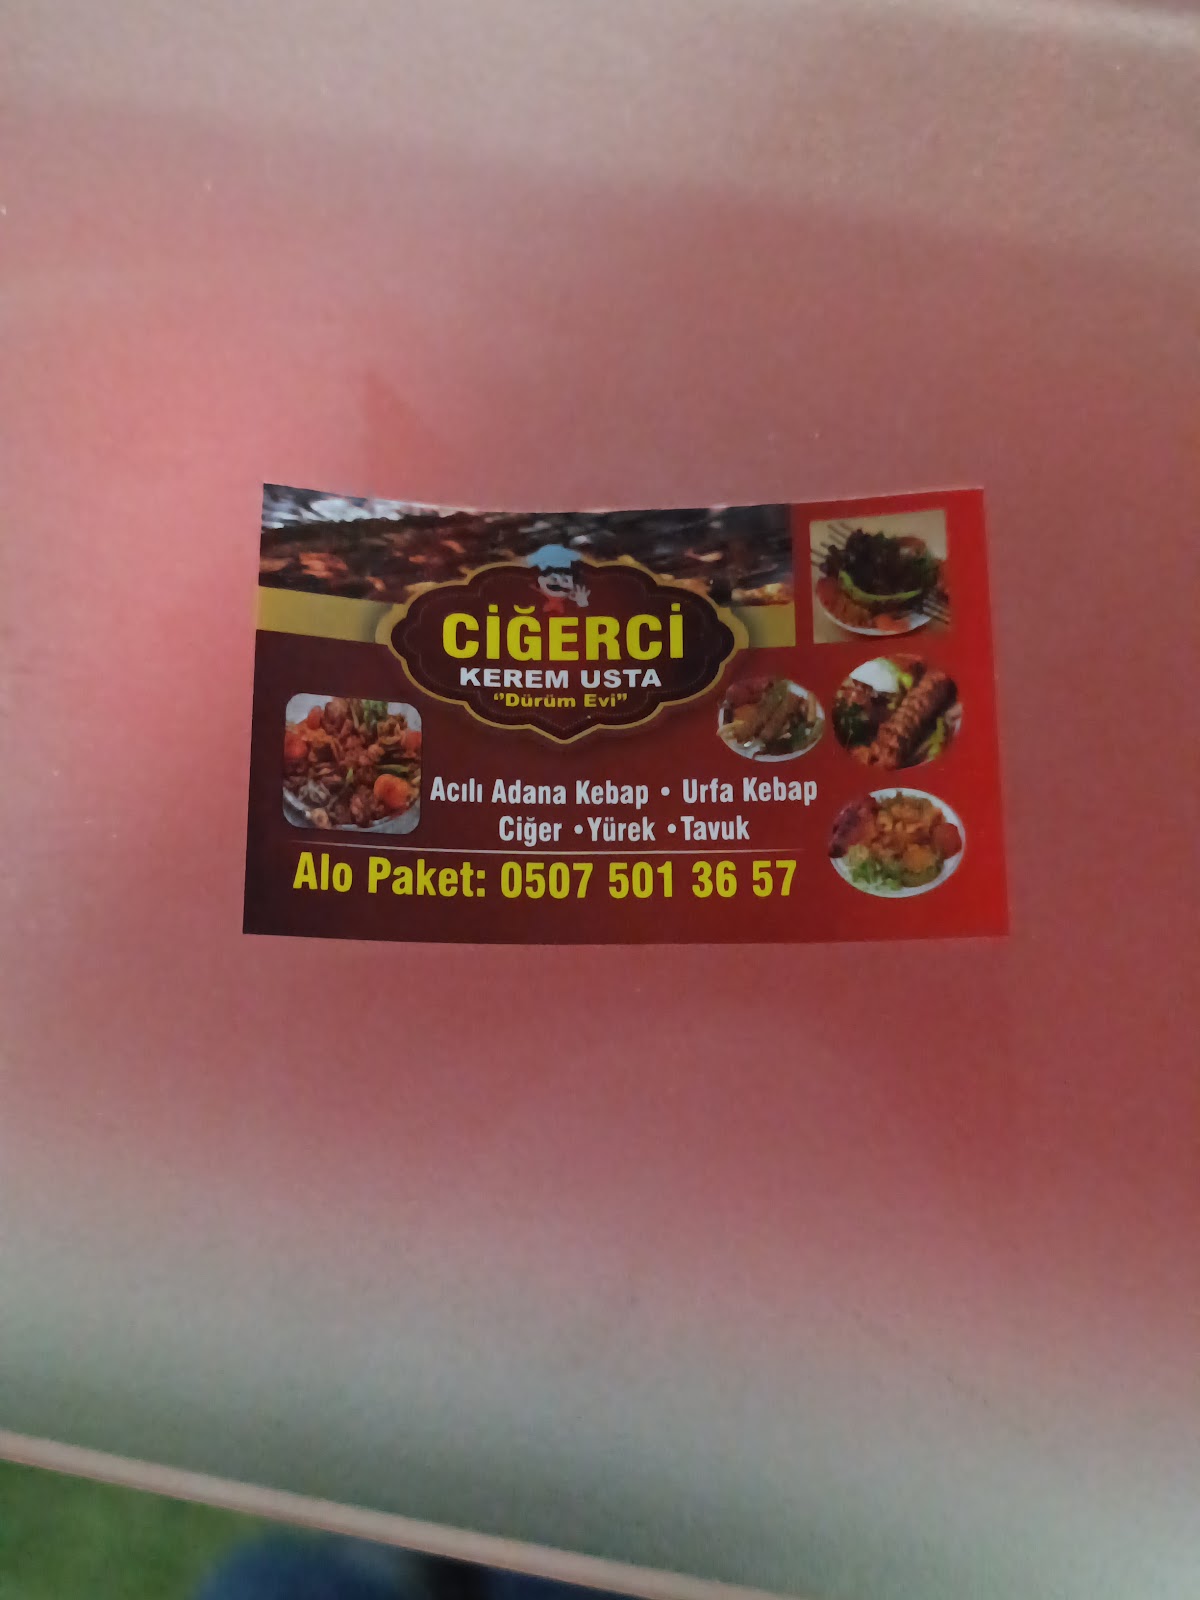 CİĞERCİ
KEREM USTA
"Dürüm Evi"
Acılı Adana Kebap • Urfa Kebap
Ciğer • Yürek • Tavuk
Alo Paket: 0507 501 36 57